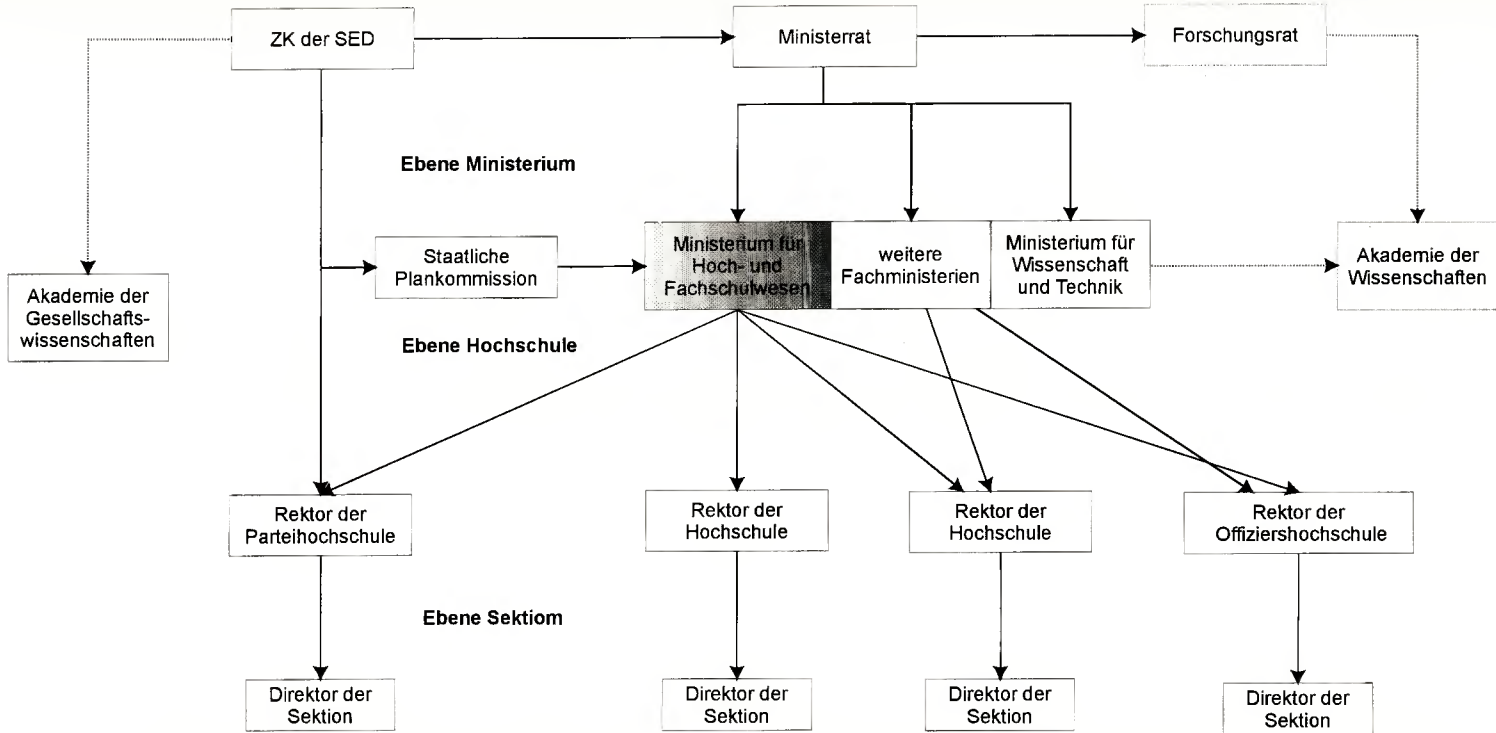 ZK der SED
Ministerrat
Forschungsrat
Ebene Ministerium
Staatliche
Plankommission
Ministerium für
Hoch- und
Fachschulwesen
weitere
Fachministerien
Ministerium für
Wissenschaft
und Technik
Akademie der
Wissenschaften
Akademie der
Gesellschafts-
wissenschaften
Ebene Hochschule
Rektor der
Parteihochschule
Rektor der
Hochschule
Rektor der
Hochschule
Rektor der
Offiziershochschule
Ebene Sektiom
Direktor der
Sektion
Direktor der
Sektion
Direktor der
Sektion
Direktor der
Sektion